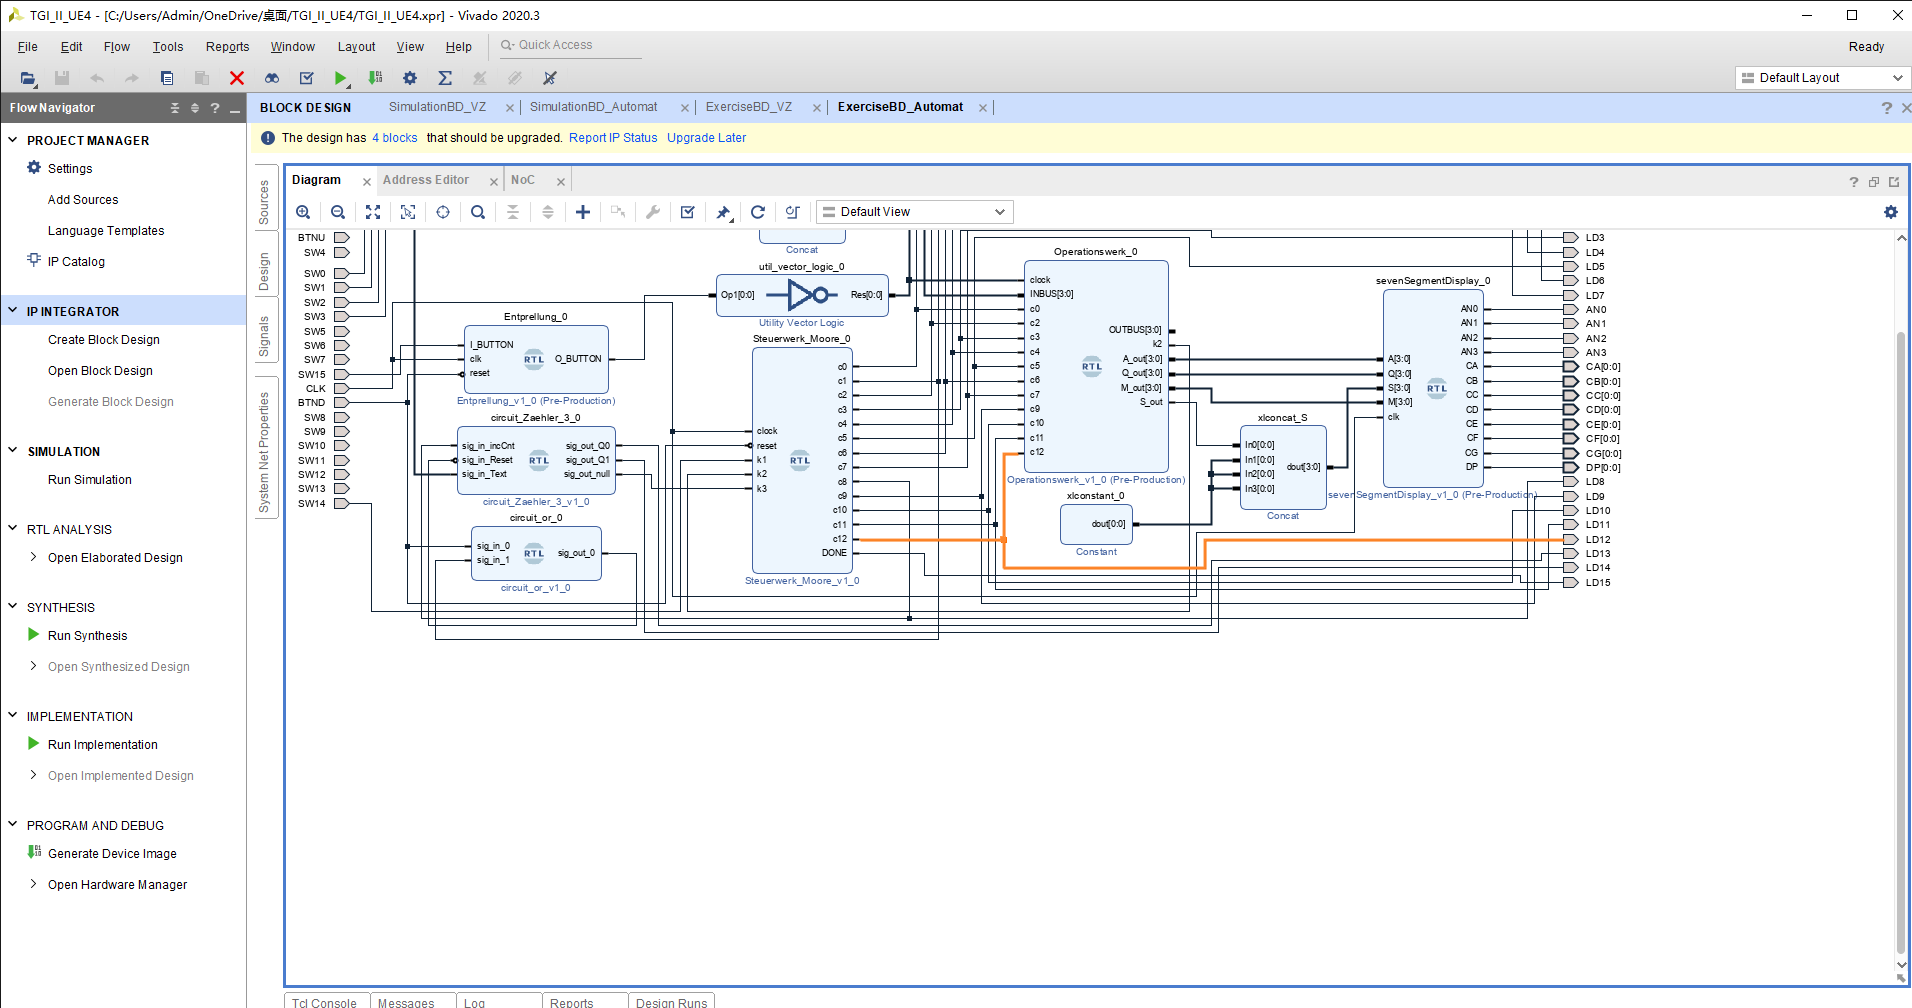 TGI_II_UE4 - [C:/Users/Admin/OneDrive/桌面/TGI_II_UE4/TGI_II_UE4.xpr] - Vivado 2020.3
File Edit Flow Tools Reports Window Layout View Help Quick Access Ready
Default Layout
Flow Navigator
BLOCK DESIGN SimulationBD_VZ SimulationBD_Automat ExerciseBD_VZ ExerciseBD_Automat
The design has 4 blocks that should be upgraded. Report IP Status Upgrade Later
PROJECT MANAGER
Settings
Add Sources
Language Templates
IP Catalog
IP INTEGRATOR
Create Block Design
Open Block Design
Generate Block Design
SIMULATION
Run Simulation
RTL ANALYSIS
Open Elaborated Design
SYNTHESIS
Run Synthesis
Open Synthesized Design
IMPLEMENTATION
Run Implementation
Open Implemented Design
PROGRAM AND DEBUG
Generate Device Image
Open Hardware Manager
Sources
Design
Signals
System Net Properties
Diagram Address Editor NoC
Default View
BTNU
SW4
SW0
SW1
SW2
SW3
SW5
SW6
SW7
SW15
CLK
BTND
SW8
SW9
SW10
SW11
SW12
SW13
SW14
Entprellung_0
I_BUTTON
clk
reset
RTL
O_BUTTON
Entprellung_v1_0 (Pre-Production)
circuit_Zaehler_3_0
sig_in_incCnt
sig_in_Reset
sig_in_Text
RTL
sig_out_Q0
sig_out_Q1
sig_out_null
circuit_Zaehler_3_v1_0
circuit_or_0
sig_in_0
sig_in_1
RTL
sig_out_0
circuit_or_v1_0
Concat
util_vector_logic_0
Op1[0:0]
Res[0:0]
Utility Vector Logic
Steuerwerk_Moore_0
clock
reset
k1
k2
k3
RTL
c0
c1
c2
c3
c4
c5
c6
c7
c8
c9
c10
c11
c12
DONE
Steuerwerk_Moore_v1_0
Operationswerk_0
clock
INBUS[3:0]
c0
c2
c3
c4
c5
c6
c7
c9
c10
c11
c12
RTL
OUTBUS[3:0]
k2
A_out[3:0]
Q_out[3:0]
M_out[3:0]
S_out
Operationswerk_v1_0 (Pre-Production)
xlconstant_0
dout[0:0]
Constant
xlconcat_S
In0[0:0]
In1[0:0]
In2[0:0]
In3[0:0]
dout[3:0]
Concat
sevenSegmentDisplay_0
A[3:0]
Q[3:0]
S[3:0]
M[3:0]
clk
RTL
AN0
AN1
AN2
AN3
CA
CB
CC
CD
CE
CF
CG
DP
sevenSegmentDisplay_v1_0 (Pre-Production)
LD3
LD4
LD5
LD6
LD7
AN0
AN1
AN2
AN3
CA[0:0]
CB[0:0]
CC[0:0]
CD[0:0]
CE[0:0]
CF[0:0]
CG[0:0]
DP[0:0]
LD8
LD9
LD10
LD11
LD12
LD13
LD14
LD15
Tcl Console Messages Log Reports Design Runs